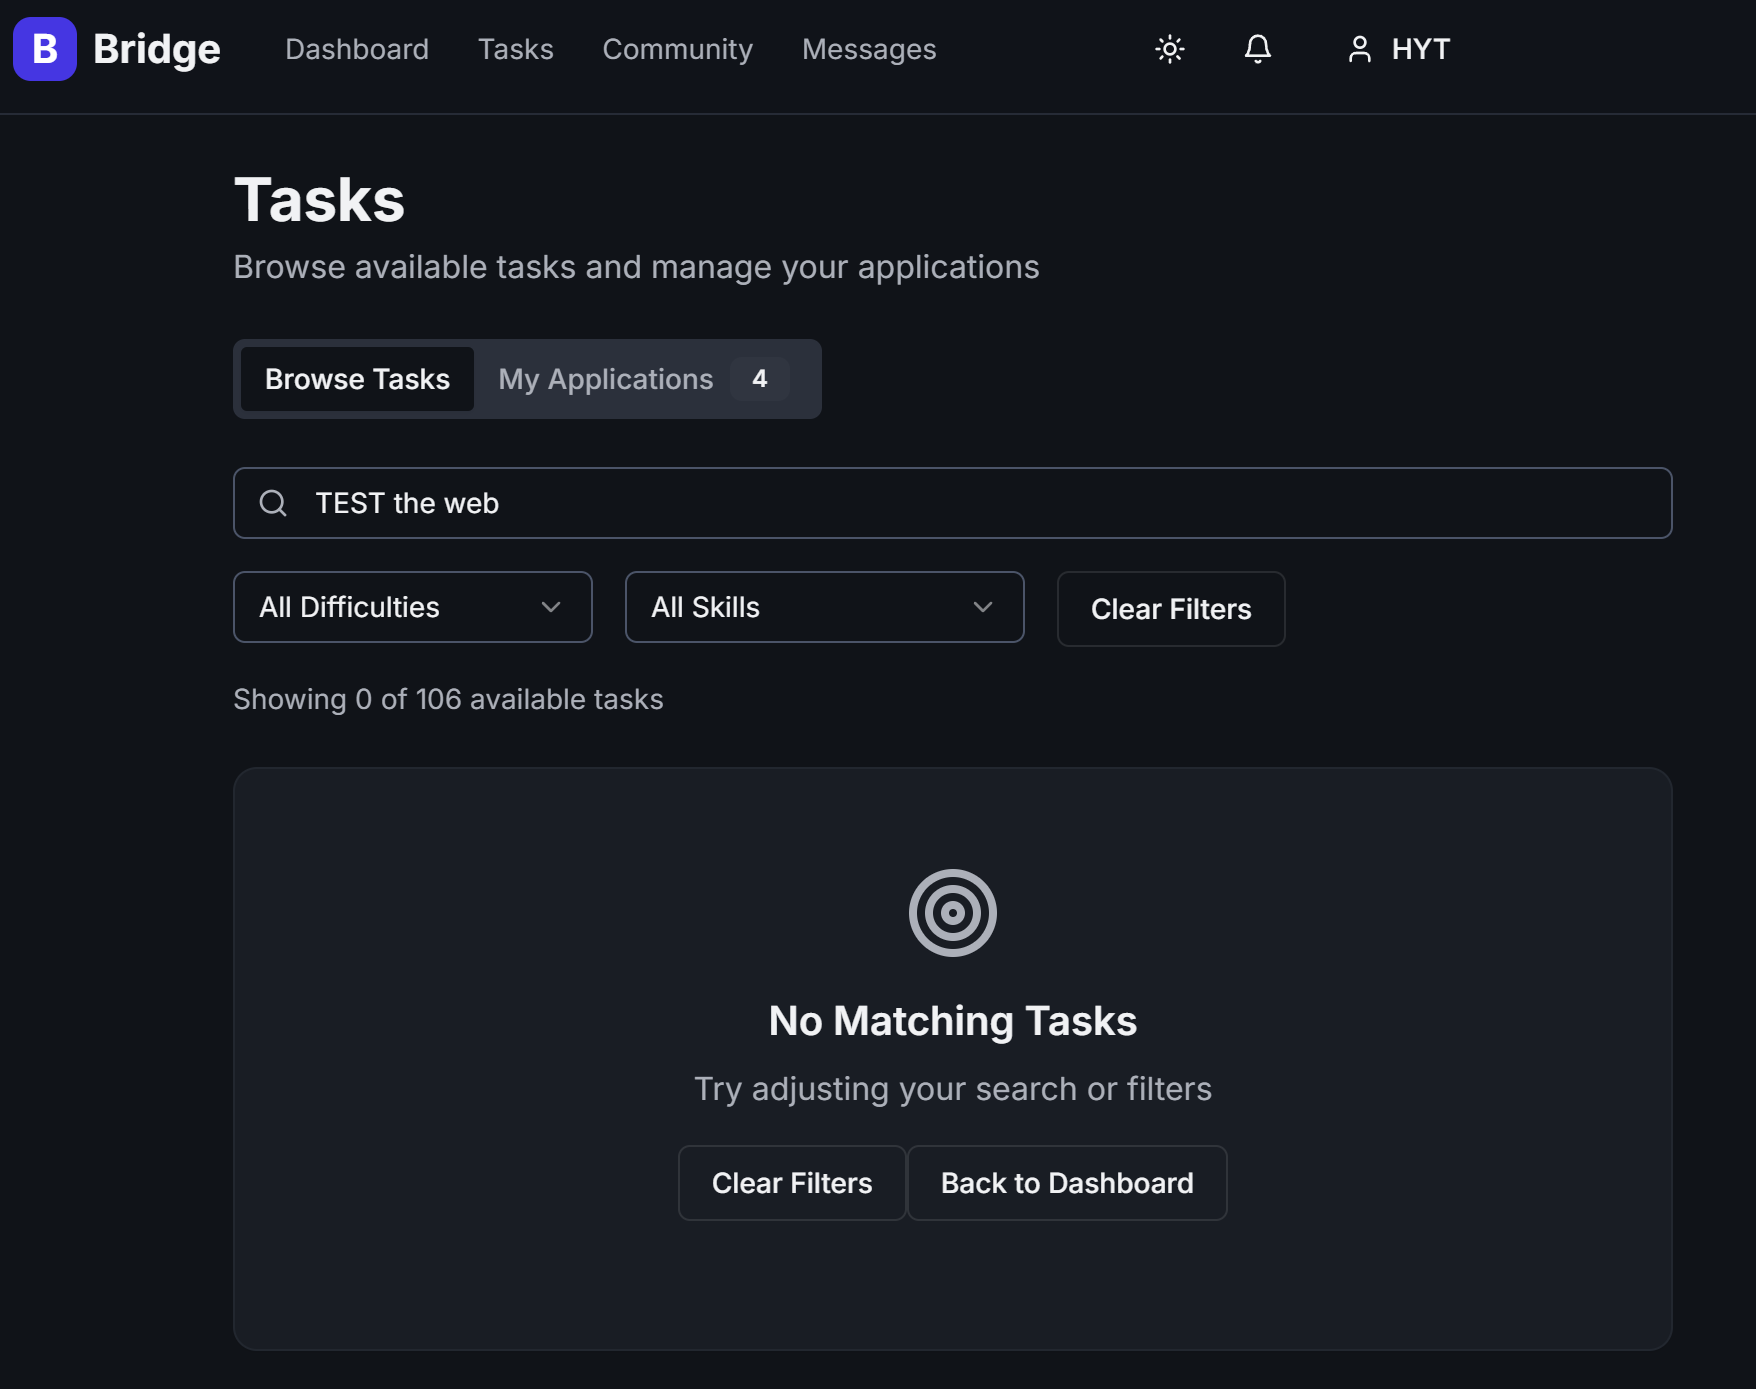 B Bridge Dashboard Tasks Community Messages HYT
Tasks
Browse available tasks and manage your applications
Browse Tasks My Applications 4
TEST the web
All Difficulties All Skills Clear Filters
Showing 0 of 106 available tasks
No Matching Tasks
Try adjusting your search or filters
Clear Filters Back to Dashboard